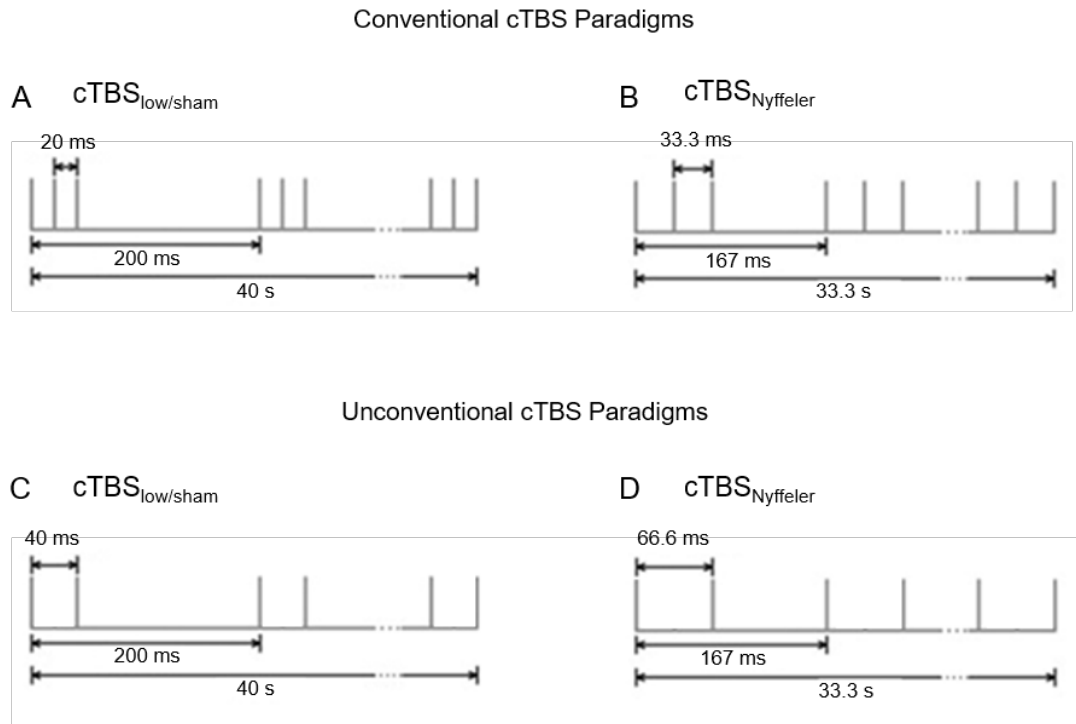 Conventional cTBS Paradigms
A cTBSlow/sham
B cTBSNyffeler
20 ms
33.3 ms
200 ms
167 ms
40 s
33.3 s
Unconventional cTBS Paradigms
C cTBSlow/sham
D cTBSNyffeler
40 ms
66.6 ms
200 ms
167 ms
40 s
33.3 s